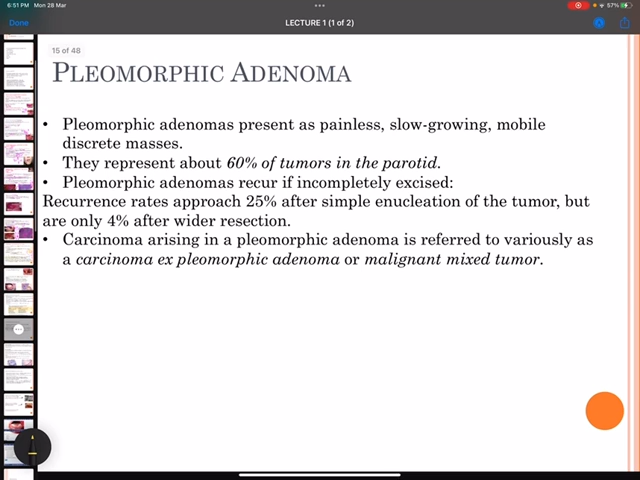 6:51 PM Mon 28 Mar
57%
Done
LECTURE 1 (1 of 2)
15 of 48
PLEOMORPHIC ADENOMA
• Pleomorphic adenomas present as painless, slow-growing, mobile
discrete masses.
• They represent about 60% of tumors in the parotid.
• Pleomorphic adenomas recur if incompletely excised:
Recurrence rates approach 25% after simple enucleation of the tumor, but
are only 4% after wider resection.
• Carcinoma arising in a pleomorphic adenoma is referred to variously as
a carcinoma ex pleomorphic adenoma or malignant mixed tumor.